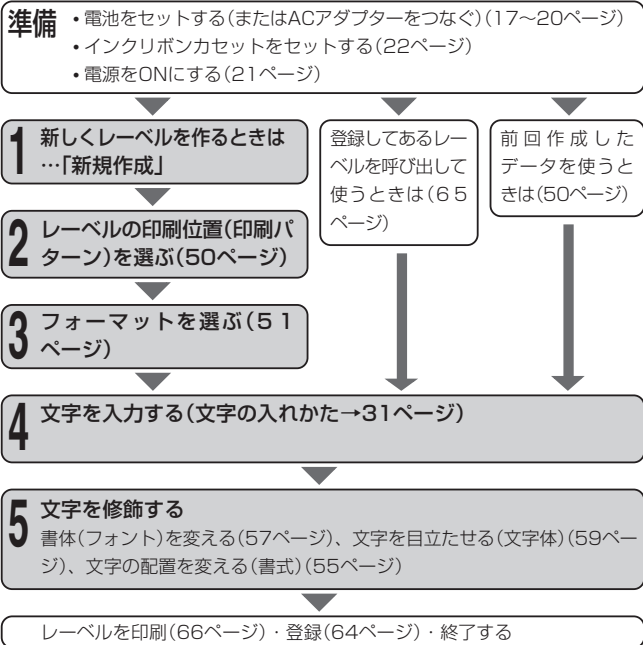 準備
・電池をセットする(またはACアダプターをつなぐ)(17〜20ページ)
・インクリボンカセットをセットする(22ページ)
・電源をONにする(21ページ)
1 新しくレーベルを作るときは
…「新規作成」
登録してあるレー
ベルを呼び出して
使うときは(65
ページ)
前回作成した
データを使うと
きは(50ページ)
2 レーベルの印刷位置(印刷パ
ターン)を選ぶ(50ページ)
3 フォーマットを選ぶ(51
ページ)
4 文字を入力する(文字の入れかた→31ページ)
5 文字を修飾する
書体(フォント)を変える(57ページ)、文字を目立たせる(文字体)(59ペー
ジ)、文字の配置を変える(書式)(55ページ)
レーベルを印刷(66ページ)・登録(64ページ)・終了する